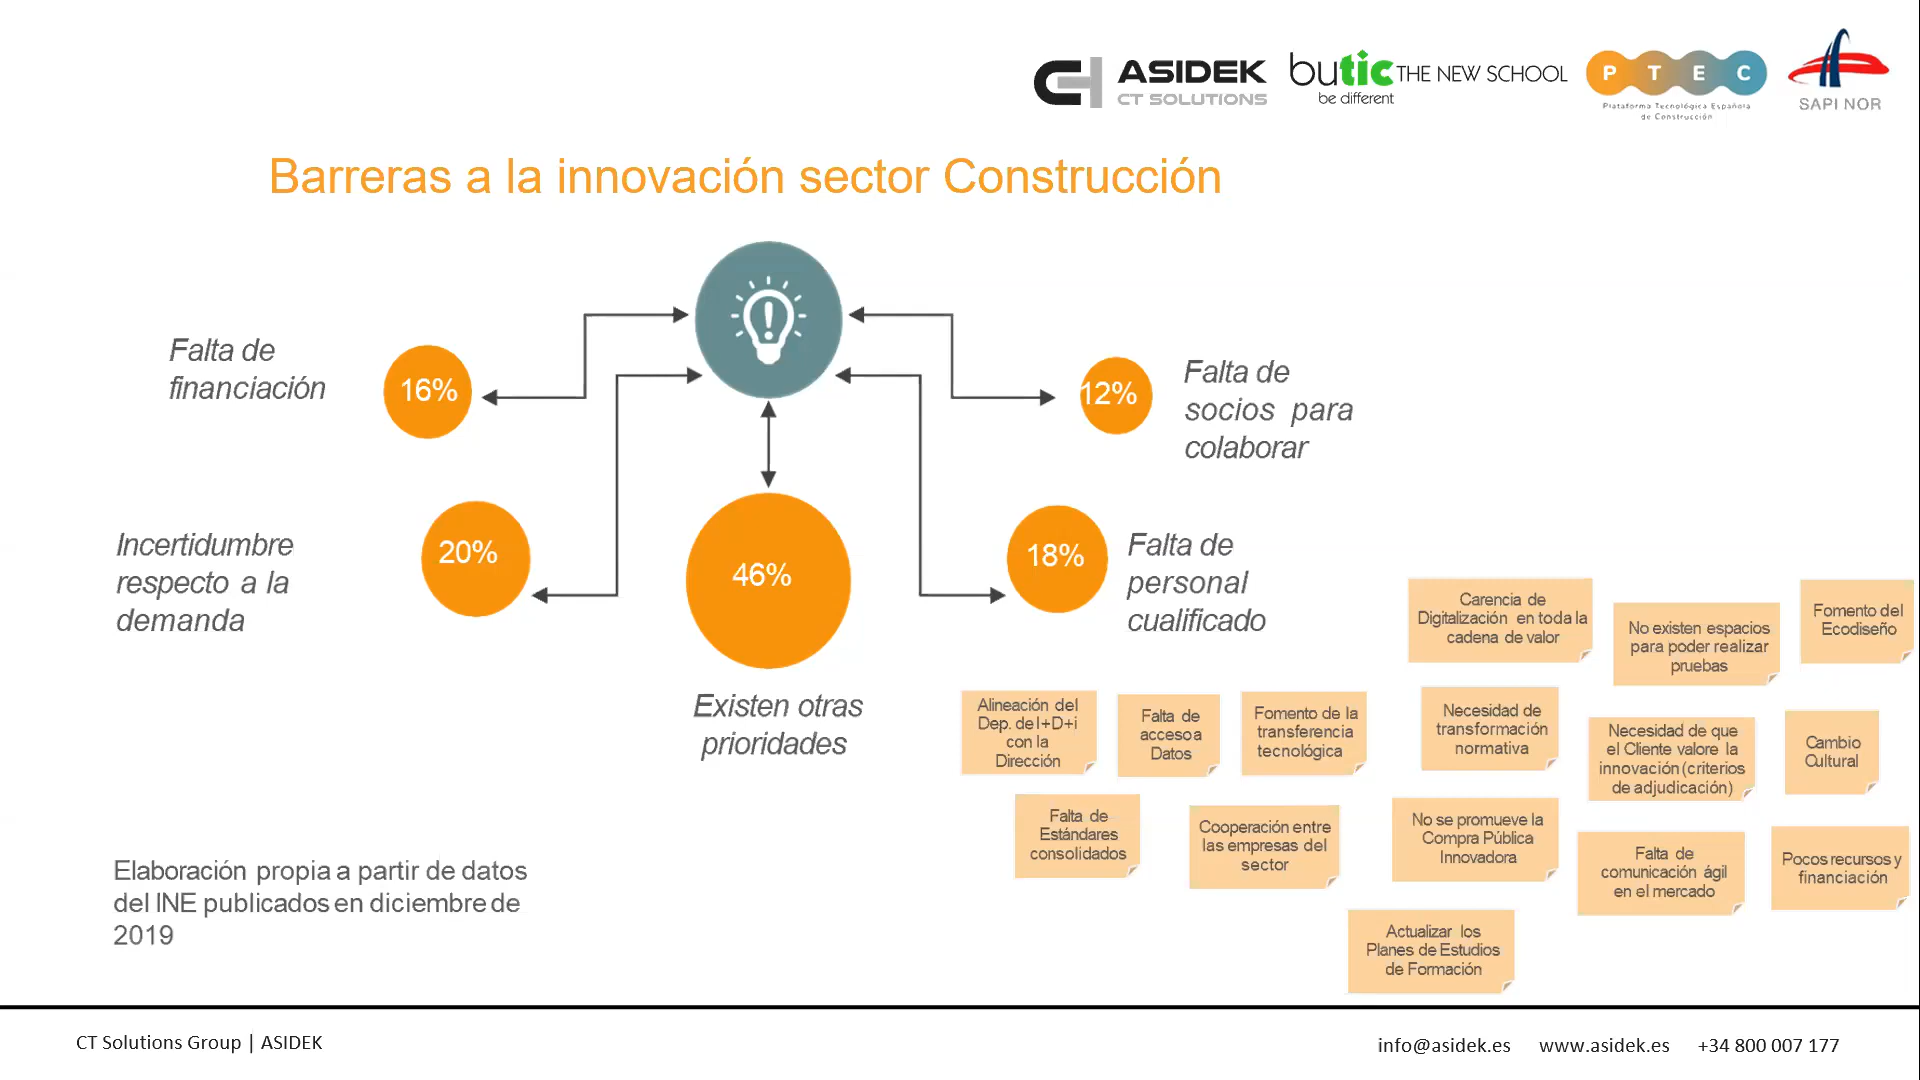 ASIDEK
CT SOLUTIONS
butic THE NEW SCHOOL
be different
P T E C
Plataforma Tecnológica Española
de Construcción
SAPI NOR
Barreras a la innovación sector Construcción
Falta de
financiación
16%
12%
Falta de
socios para
colaborar
Incertidumbre
respecto a la
demanda
20%
46%
18%
Falta de
personal
cualificado
Existen otras
prioridades
Carencia de
Digitalización en toda la
cadena de valor
No existen espacios
para poder realizar
pruebas
Fomento del
Ecodiseño
Alineación del
Dep. de I+D+i
con la
Dirección
Falta de
acceso a
Datos
Fomento de la
transferencia
tecnológica
Necesidad de
transformación
normativa
Necesidad de que
el Cliente valore la
innovación (criterios
de adjudicación)
Cambio
Cultural
Falta de
Estándares
consolidados
Cooperación entre
las empresas del
sector
No se promueve la
Compra Pública
Innovadora
Falta de
comunicación ágil
en el mercado
Pocos recursos y
financiación
Actualizar los
Planes de Estudios
de Formación
Elaboración propia a partir de datos
del INE publicados en diciembre de
2019
CT Solutions Group | ASIDEK
info@asidek.es www.asidek.es +34 800 007 177